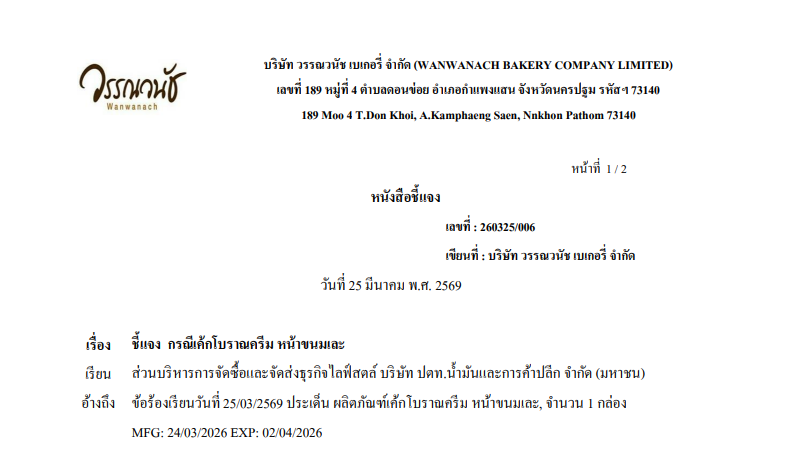 วรรณวนัช
Wanwanach
บริษัท วรรณวนัช เบเกอรี่ จำกัด (WANWANACH BAKERY COMPANY LIMITED)
เลขที่ 189 หมู่ที่ 4 ตำบลดอนข่อย อำเภอกำแพงแสน จังหวัดนครปฐม รหัสฯ 73140
189 Moo 4 T.Don Khoi, A.Kamphaeng Saen, Nnkhon Pathom 73140
หน้าที่ 1 / 2
หนังสือชี้แจง
เลขที่ : 260325/006
เขียนที่ : บริษัท วรรณวนัช เบเกอรี่ จำกัด
วันที่ 25 มีนาคม พ.ศ. 2569
เรื่อง ชี้แจง กรณีเค้กโบราณครีม หน้าขนมเละ
เรียน ส่วนบริหารการจัดซื้อและจัดส่งธุรกิจไลฟ์สตล์ บริษัท ปตท.น้ำมันและการค้าปลีก จำกัด (มหาชน)
อ้างถึง ข้อร้องเรียนวันที่ 25/03/2569 ประเด็น ผลิตภัณฑ์เค้กโบราณครีม หน้าขนมเละ, จำนวน 1 กล่อง
MFG: 24/03/2026 EXP: 02/04/2026